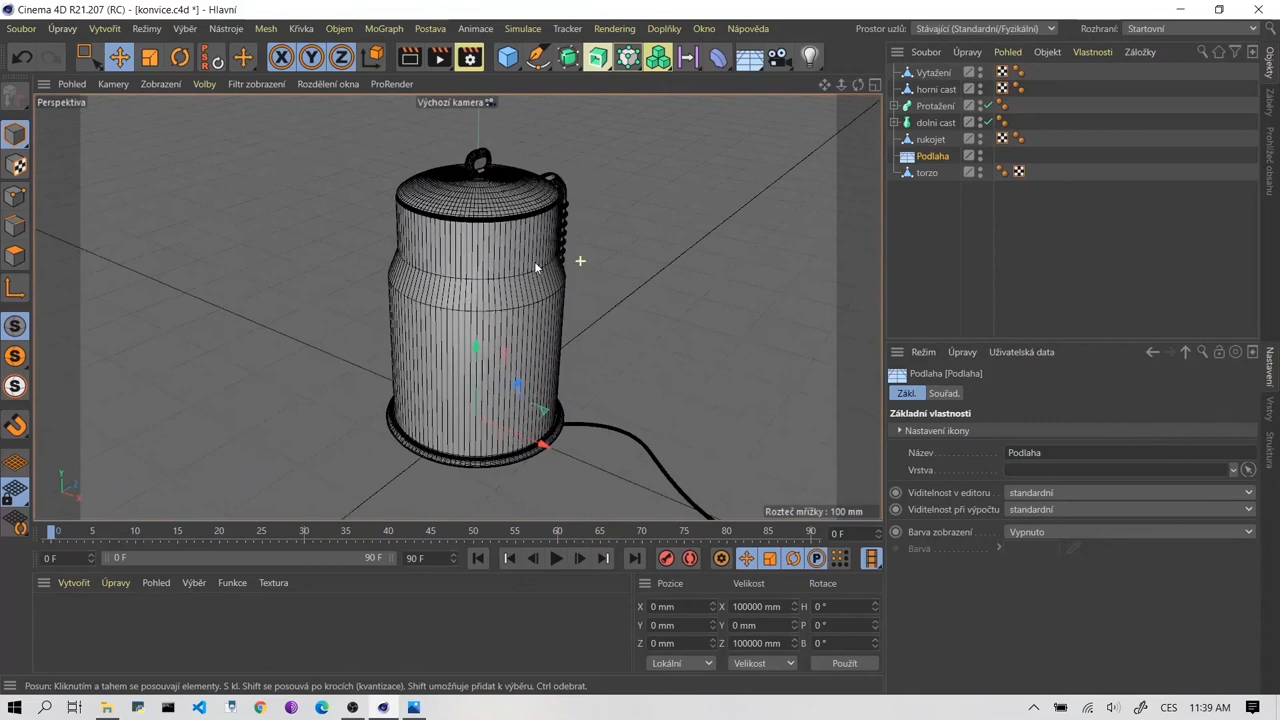 Cinema 4D R21.207 (RC) - [konvice.c4d *] - Hlavní
Soubor Úpravy Vytvořit Režimy Výběr Nástroje Mesh Křivka Objem MoGraph Postava Animace Simulace Tracker Rendering Doplňky Okno Nápověda Prostor uzlů: Stávající (Standardní/Fyzikální) Rozhraní: Startovní
Pohled Kamery Zobrazení Volby Filtr zobrazení Rozdělení okna ProRender
Perspektiva Výchozí kamera
Rozteč mřížky : 100 mm
Soubor Úpravy Pohled Objekt Vlastnosti Záložky
Vytažení
horni cast
Protažení
dolni cast
rukojet
Podlaha
torzo
Objekty
Záběry
Prohlížeč obsahu
Režim Úpravy Uživatelská data
Podlaha [Podlaha]
Zákl. Souřad.
Základní vlastnosti
Nastavení ikony
Název Podlaha
Vrstva
Viditelnost v editoru standardní
Viditelnost při výpočtu standardní
Barva zobrazení Vypnuto
Barva
Nastavení
Vrstvy
Struktura
0 5 10 15 20 25 30 35 40 45 50 55 60 65 70 75 80 85 90 0 F
0 F 0 F 90 F 90 F
Vytvořit Úpravy Pohled Výběr Funkce Textura
Pozice Velikost Rotace
X 0 mm X 100000 mm H 0 °
Y 0 mm Y 0 mm P 0 °
Z 0 mm Z 100000 mm B 0 °
Lokální Velikost Použít
Posun: Kliknutím a tahem se posouvají elementy. S kl. Shift se posouvá po krocích (kvantizace). Shift umožňuje přidat k výběru, Ctrl odebrat.
CES 11:39 AM